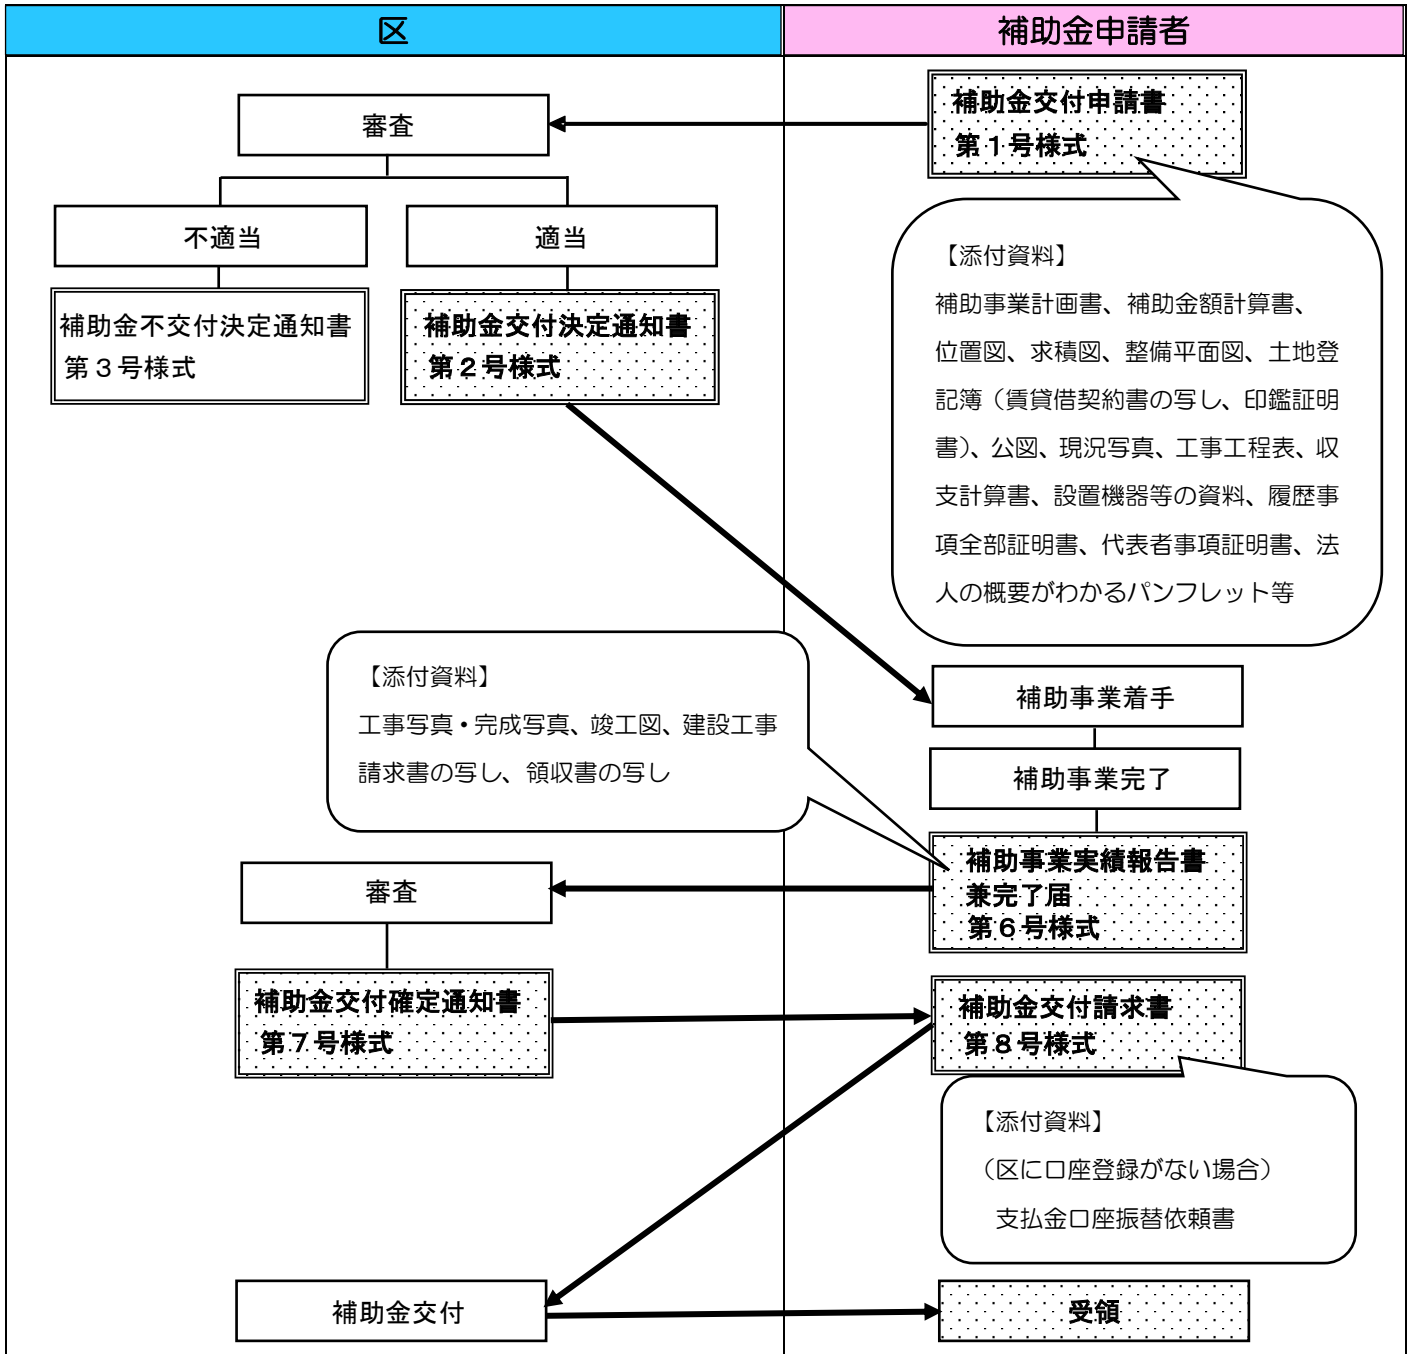 区
補助金申請者
補助金交付申請書
第１号様式
審査
不適当
適当
補助金不交付決定通知書
第３号様式
補助金交付決定通知書
第２号様式
【添付資料】
補助事業計画書、補助金額計算書、
位置図、求積図、整備平面図、土地登
記簿（賃貸借契約書の写し、印鑑証明
書）、公図、現況写真、工事工程表、収
支計算書、設置機器等の資料、履歴事
項全部証明書、代表者事項証明書、法
人の概要がわかるパンフレット等
補助事業着手
補助事業完了
【添付資料】
工事写真・完成写真、竣工図、建設工事
請求書の写し、領収書の写し
補助事業実績報告書
兼完了届
第６号様式
審査
補助金交付確定通知書
第７号様式
補助金交付請求書
第８号様式
【添付資料】
（区に口座登録がない場合）
支払金口座振替依頼書
補助金交付
受領